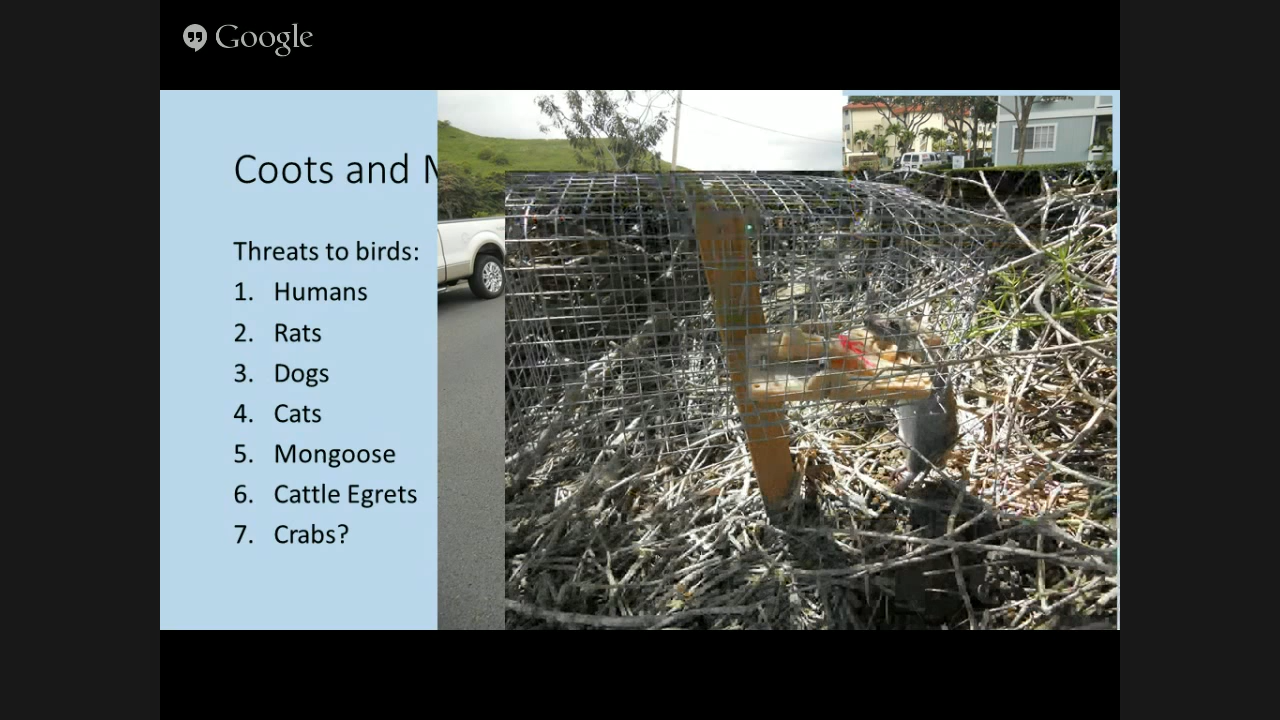 Google
Coots and
Threats to birds:
1. Humans
2. Rats
3. Dogs
4. Cats
5. Mongoose
6. Cattle Egrets
7. Crabs?